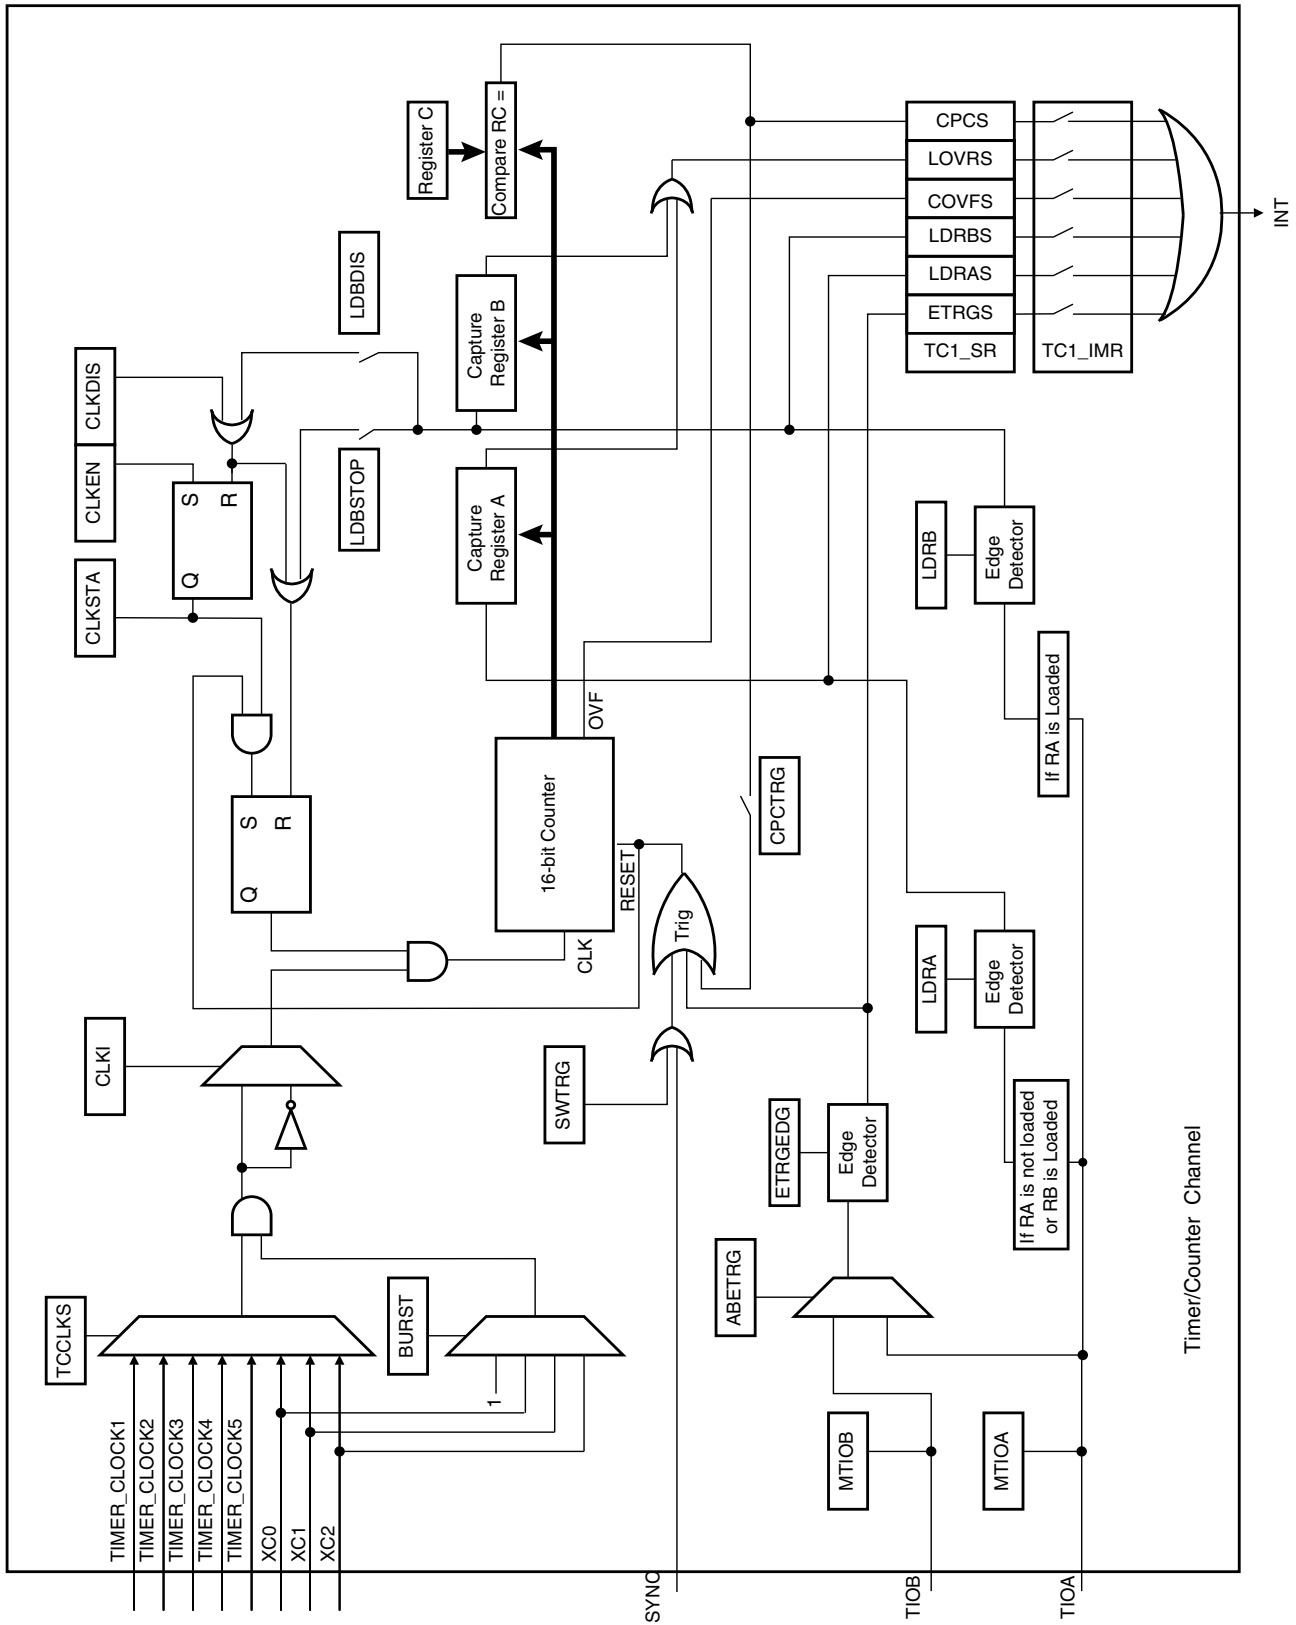 TCCLKS
TIMER_CLOCK1
TIMER_CLOCK2
TIMER_CLOCK3
TIMER_CLOCK4
TIMER_CLOCK5
XC0
XC1
XC2
BURST
1
CLKI
CLKSTA
CLKEN
CLKDIS
Q
S
R
Q
S
R
LDBSTOP
LDBDIS
Register C
Capture
Register A
Capture
Register B
Compare RC =
16-bit Counter
CLK
OVF
RESET
SWTRG
Trig
CPCTRG
SYNC
ABETRG
ETRGEDG
Edge
Detector
MTIOB
TIOB
MTIOA
TIOA
LDRA
Edge
Detector
If RA is not loaded
or RB is Loaded
LDRB
Edge
Detector
If RA is Loaded
CPCS
LOVRS
COVFS
LDRBS
LDRAS
ETRGS
TC1_SR
TC1_IMR
INT
Timer/Counter Channel